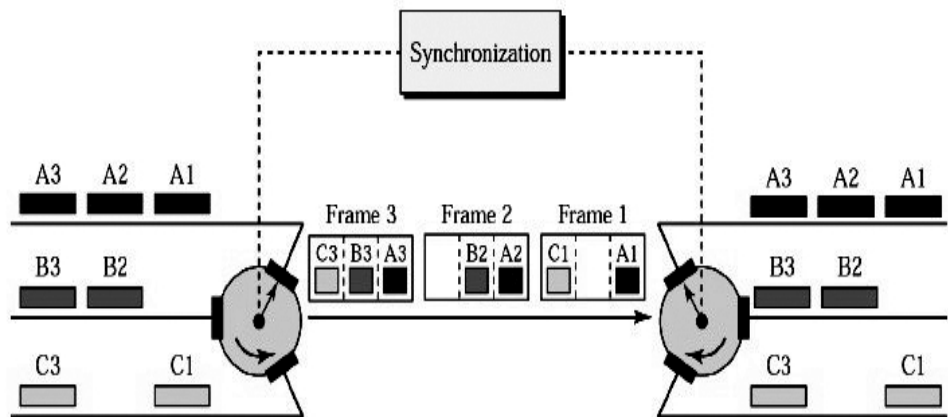 Synchronization
A3 A2 A1
A3 A2 A1
Frame 3 Frame 2 Frame 1
C3 B3 A3 B2 A2 C1 A1
B3 B2
B3 B2
C3 C1
C3 C1